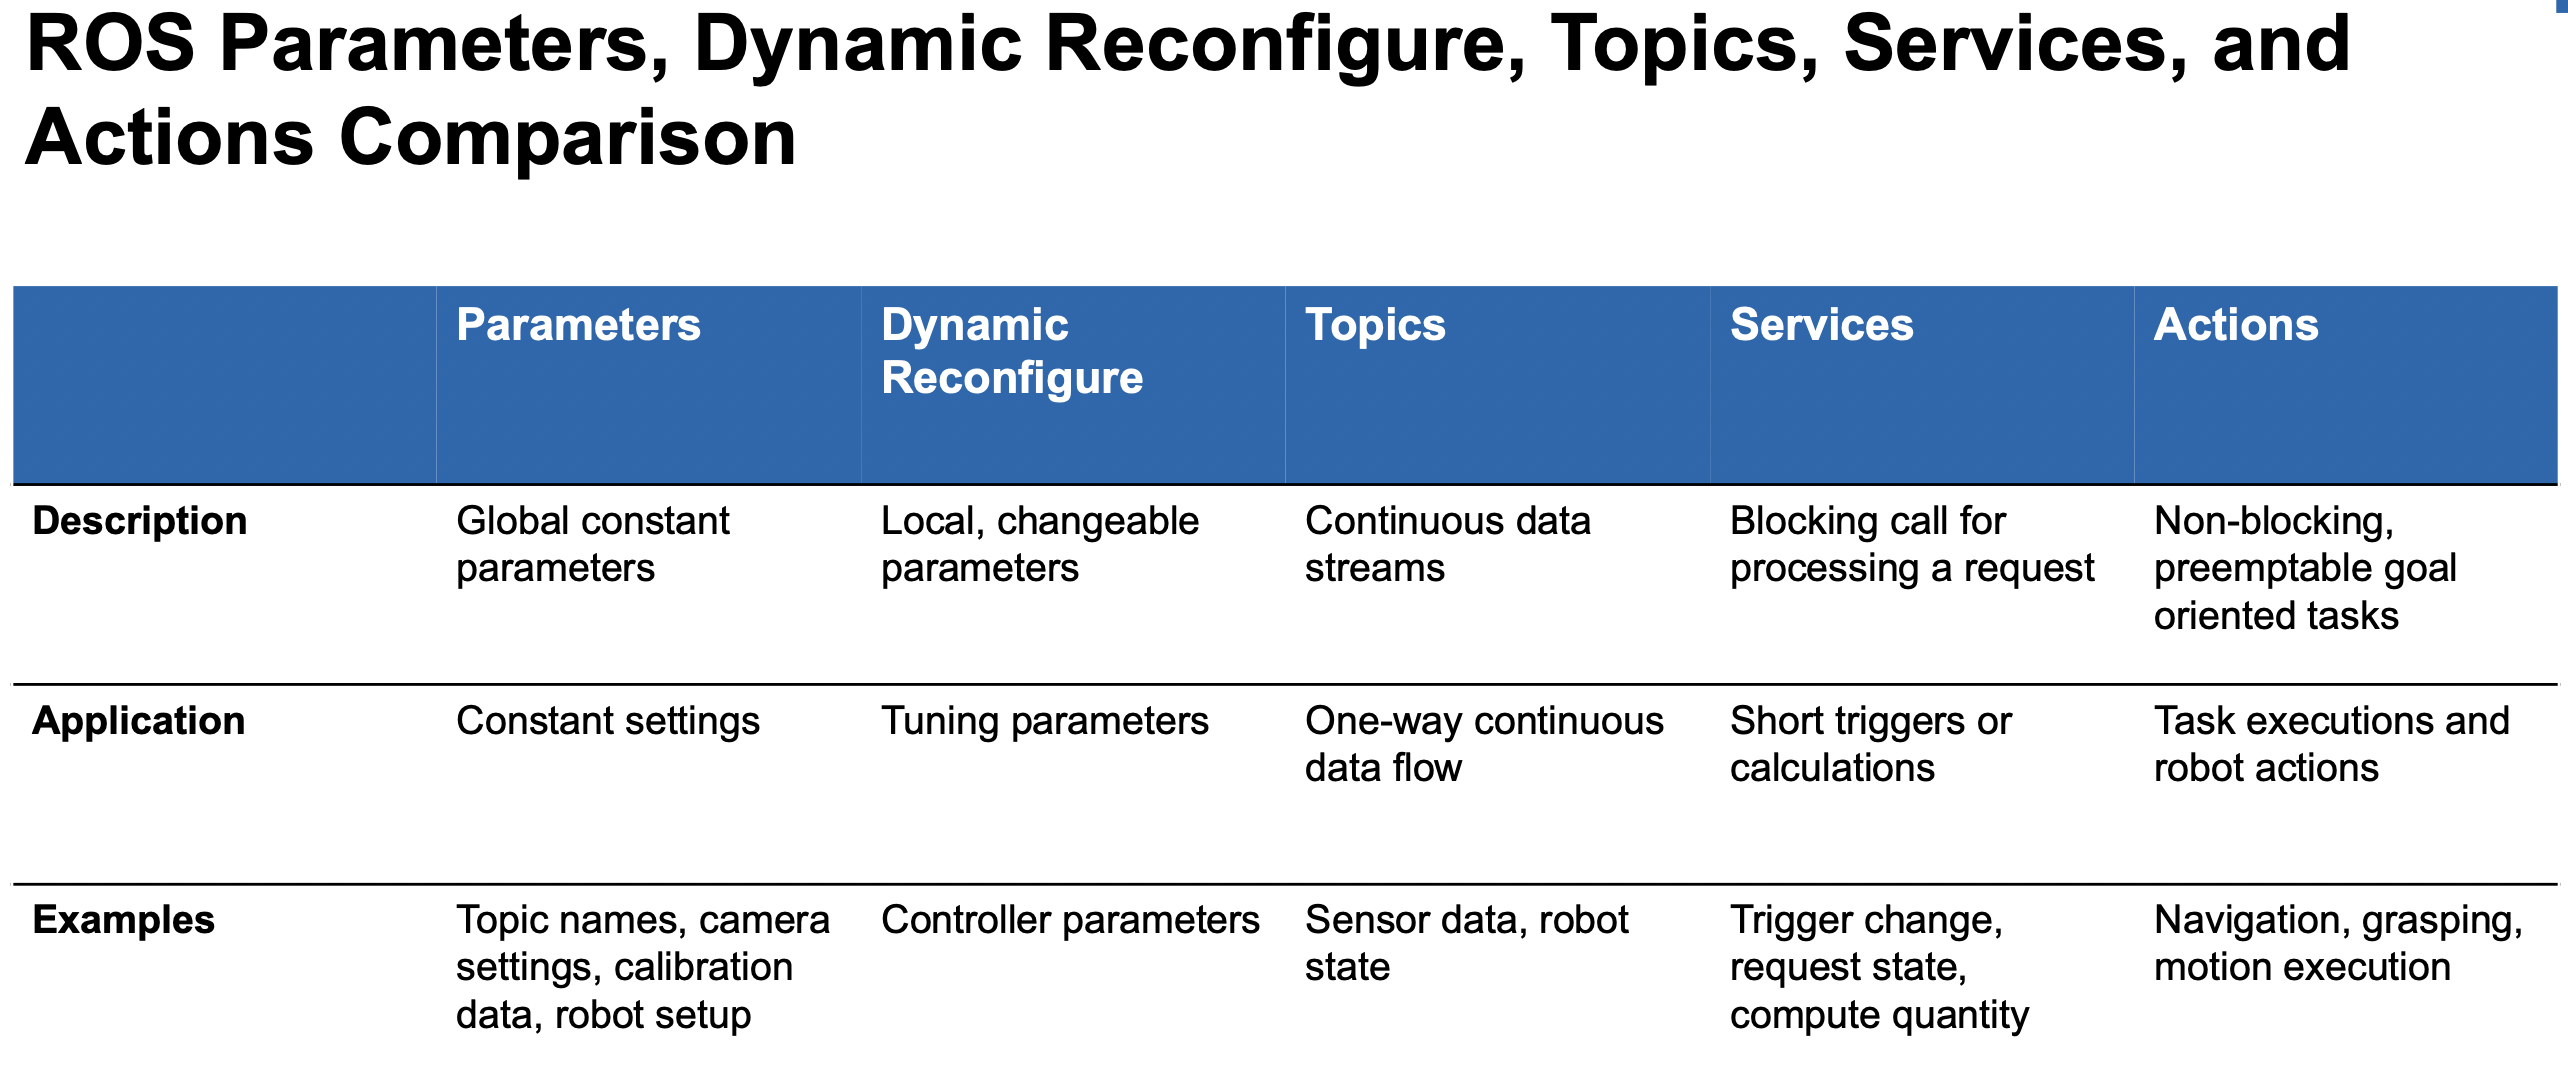 ROS Parameters, Dynamic Reconfigure, Topics, Services, and
Actions Comparison
Parameters
Dynamic
Reconfigure
Topics
Services
Actions
Description
Global constant
parameters
Local, changeable
parameters
Continuous data
streams
Blocking call for
processing a request
Non-blocking,
preemptable goal
oriented tasks
Application
Constant settings
Tuning parameters
One-way continuous
data flow
Short triggers or
calculations
Task executions and
robot actions
Examples
Topic names, camera
settings, calibration
data, robot setup
Controller parameters
Sensor data, robot
state
Trigger change,
request state,
compute quantity
Navigation, grasping,
motion execution